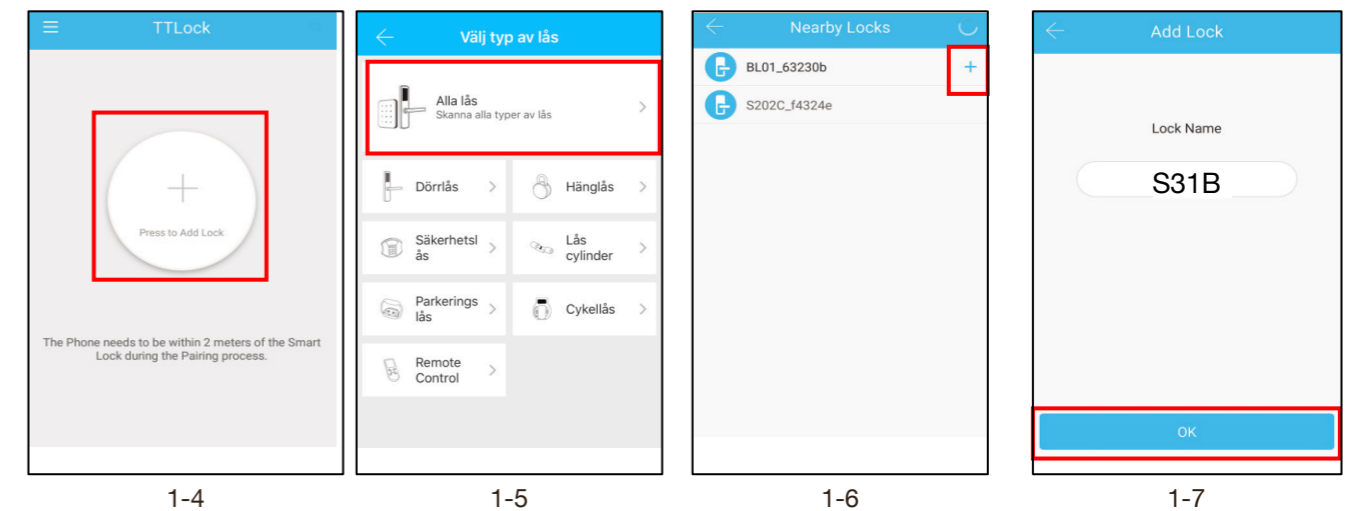 TTLock
Press to Add Lock
The Phone needs to be within 2 meters of the Smart
Lock during the Pairing process.
1-4
Välj typ av lås
Alla lås
Skanna alla typer av lås
Dörrlås
Hänglås
Säkerhetsl
ås
Lås
cylinder
Parkerings
lås
Cykellås
Remote
Control
1-5
Nearby Locks
BL01_63230b
S202C_f4324e
1-6
Add Lock
Lock Name
S31B
OK
1-7